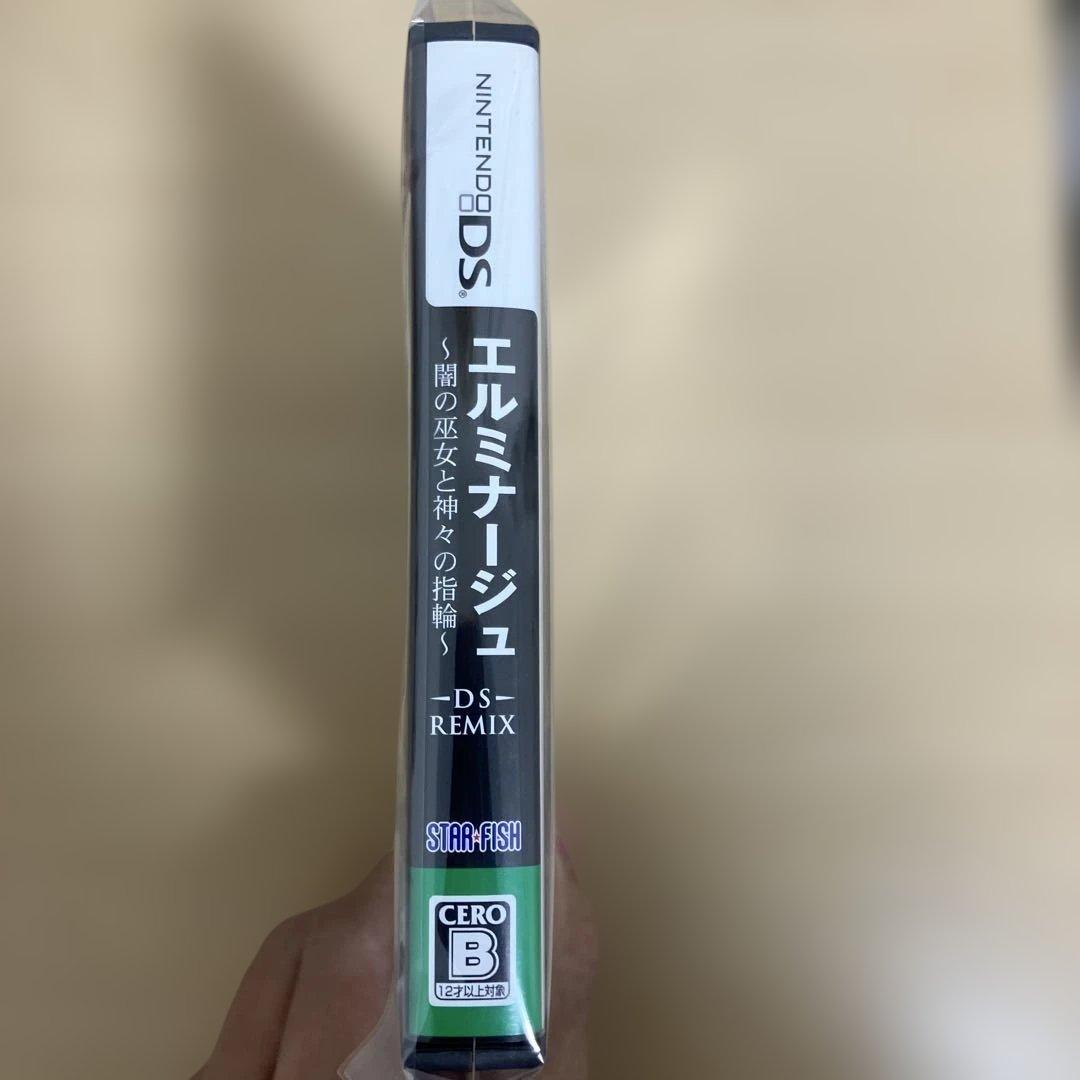 NINTENDO DS®
エルミナージュ
～闇の巫女と神々の指輪～
DS
REMIX
STAR★FISH
CERO
B
12才以上対象